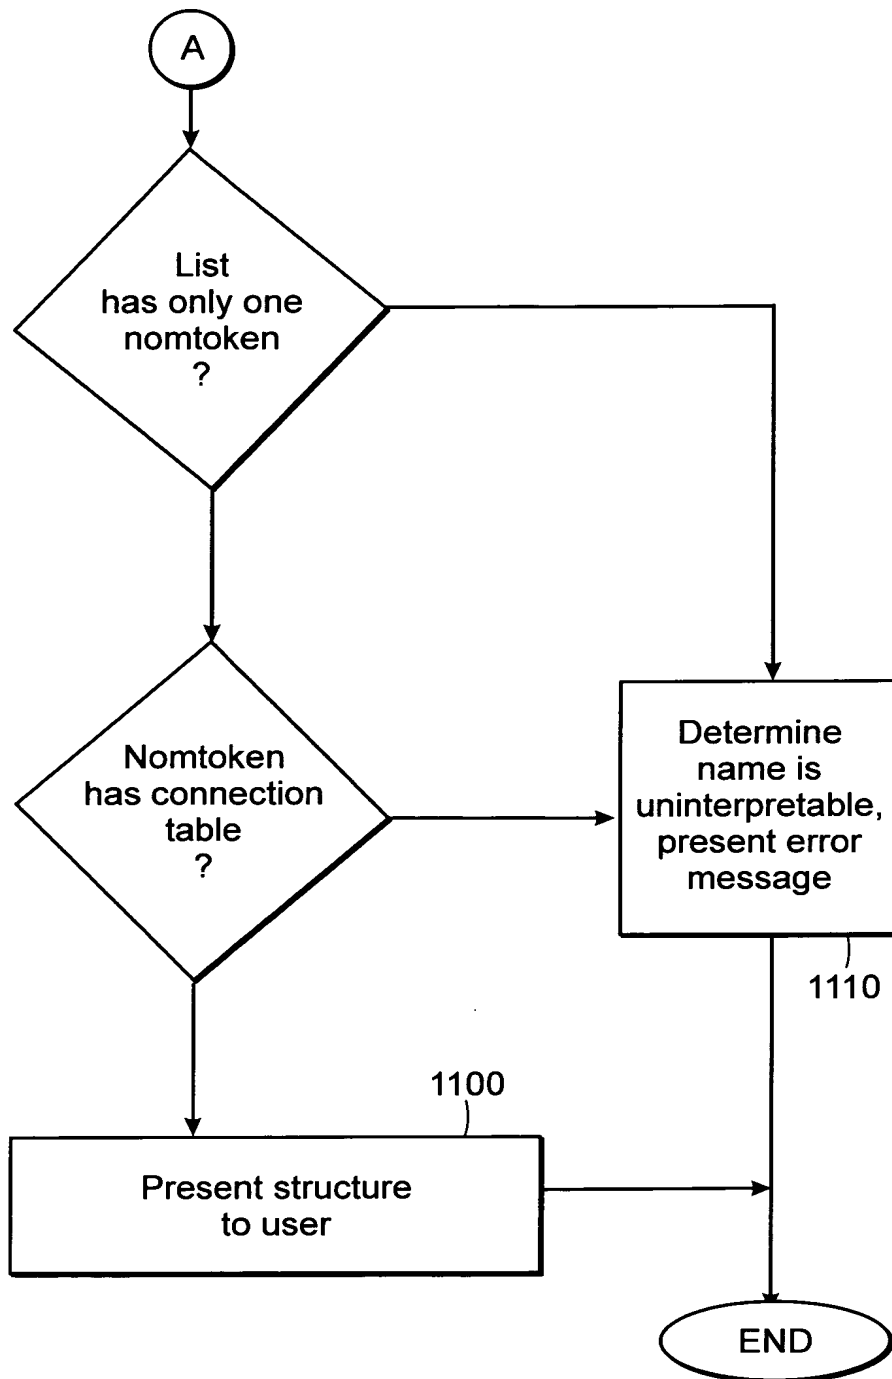 A
List
has only one
nomtoken
?
Nomtoken
has connection
table
?
Determine
name is
uninterpretable,
present error
message
1110
1100
Present structure
to user
END